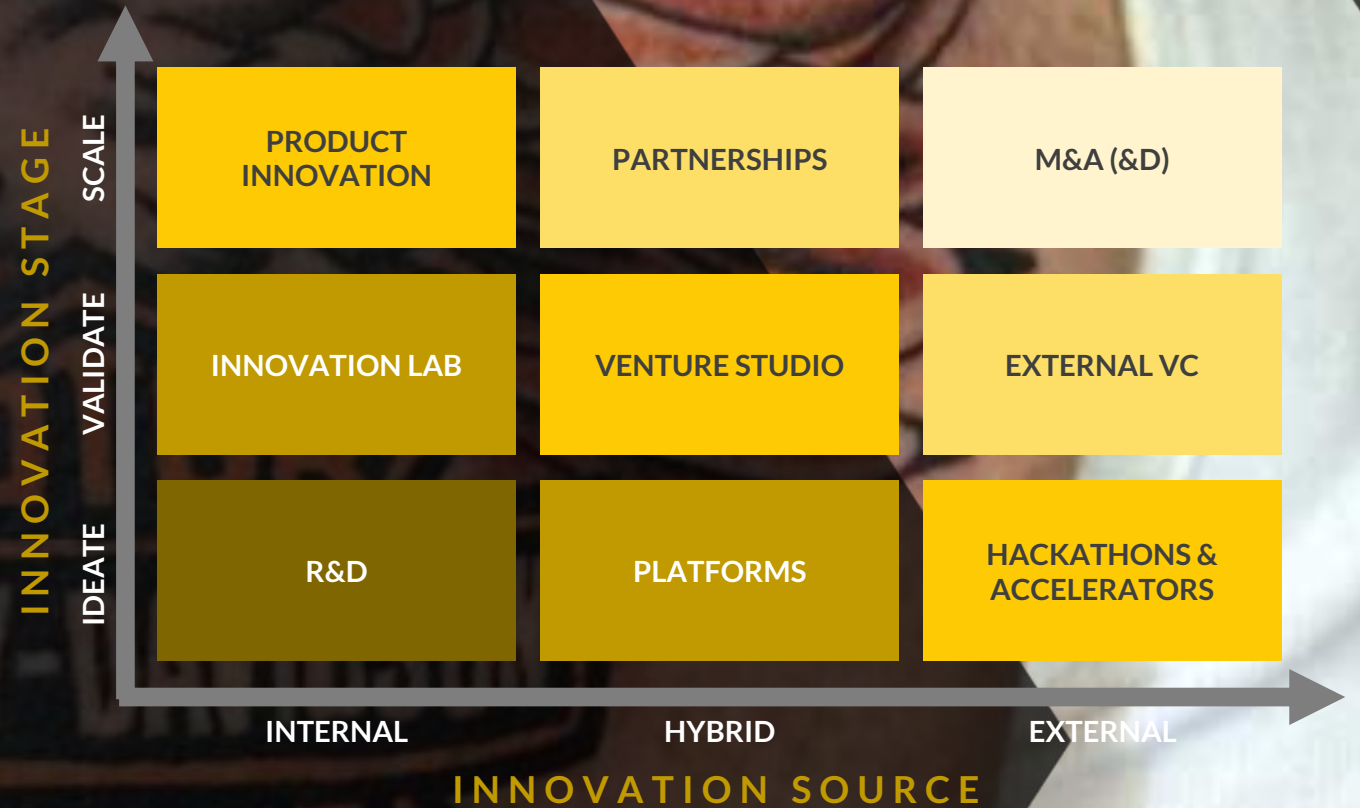 INNOVATION STAGE
SCALE
PRODUCT
INNOVATION
PARTNERSHIPS
M&A (&D)
VALIDATE
INNOVATION LAB
VENTURE STUDIO
EXTERNAL VC
IDEATE
R&D
PLATFORMS
HACKATHONS &
ACCELERATORS
INTERNAL
HYBRID
EXTERNAL
INNOVATION SOURCE